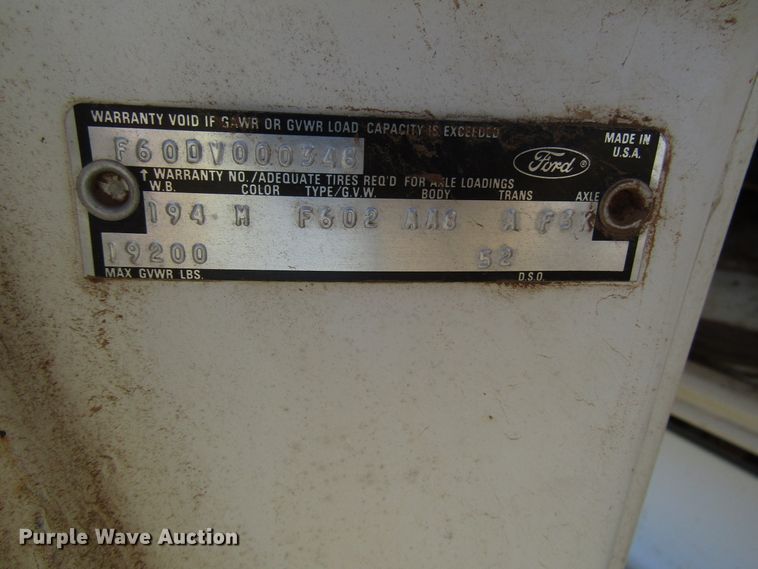 WARRANTY VOID IF GAWR OR GVWR LOAD CAPACITY IS EXCEEDED
MADE IN
U.S.A.
F60DV000346
Ford
↑ WARRANTY NO./ADEQUATE TIRES REQ'D FOR AXLE LOADINGS
W.B. COLOR TYPE/G.V.W. BODY TRANS AXLE
194 M F602 A
19200 52
MAX GVWR LBS. D.S.O.
Purple Wave Auction